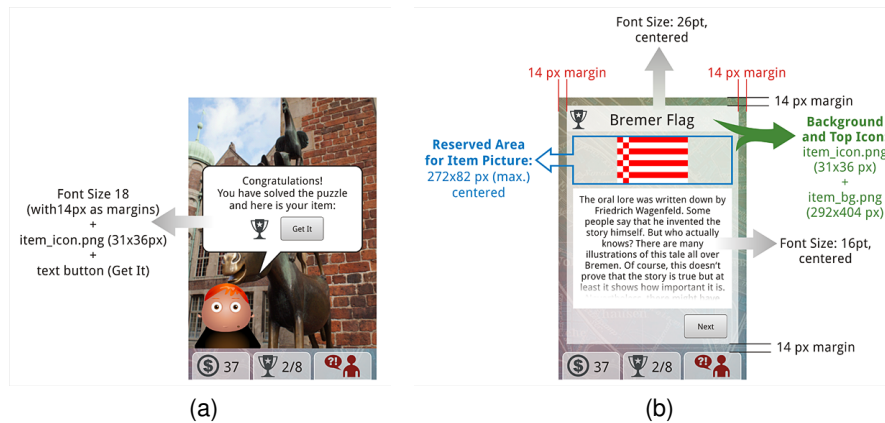 Font Size 18
(with14px as margins)
+
item_icon.png (31x36px)
+
text button (Get It)
Congratulations!
You have solved the puzzle
and here is your item:
Get It
37
2/8
?!
(a)
Font Size: 26pt,
centered
14 px margin
14 px margin
14 px margin
Bremer Flag
Reserved Area
for Item Picture:
272x82 px (max.)
centered
Background
and Top Icon:
item_icon.png
(31x36 px)
+
item_bg.png
(292x404 px)
The oral lore was written down by
Friedrich Wagenfeld. Some
people say that he invented the
story himself. But who actually
knows? There are many
illustrations of this tale all over
Bremen. Of course, this doesn't
prove that the story is true but at
least it shows how important it is.
Font Size: 16pt,
centered
Next
14 px margin
37
2/8
?!
(b)